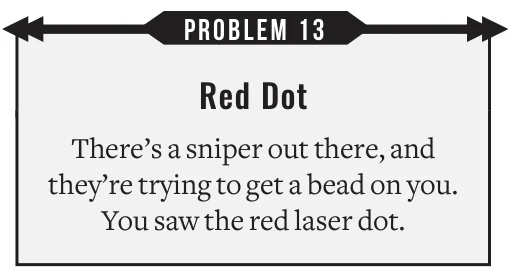 PROBLEM 13
Red Dot
There's a sniper out there, and
they're trying to get a bead on you.
You saw the red laser dot.